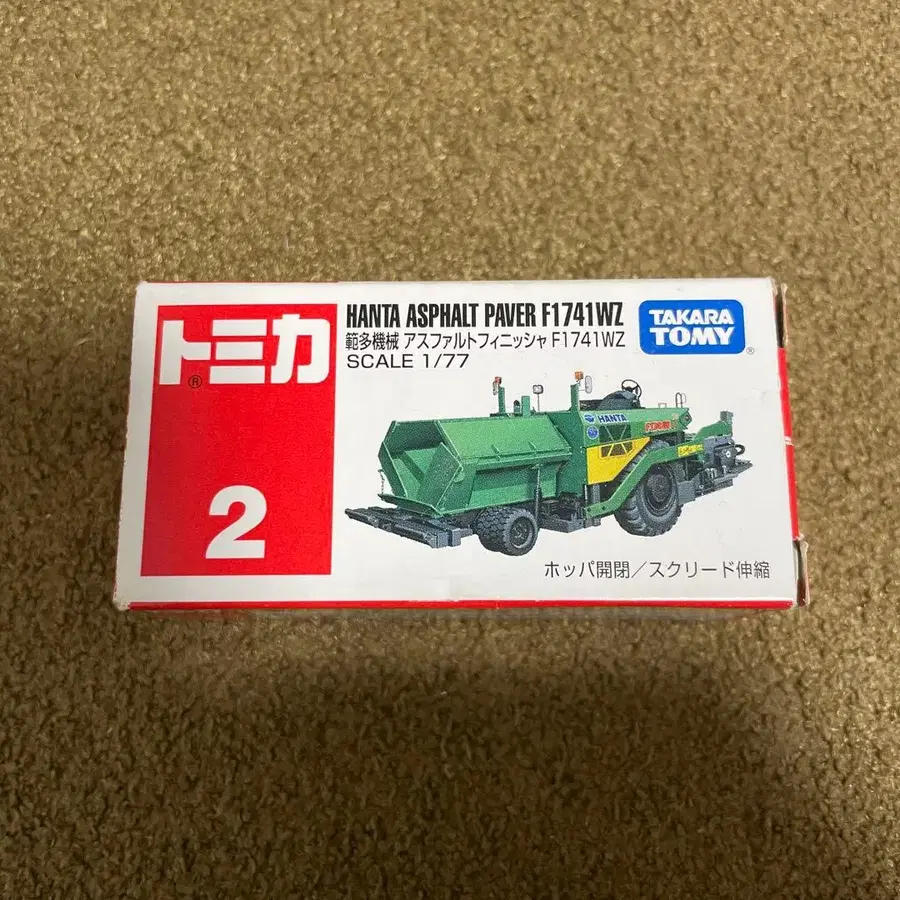 トミカ
®
2
HANTA ASPHALT PAVER F1741WZ
範多機械 アスファルトフィニッシャ F1741WZ
SCALE 1/77
TAKARA
TOMY
®
HANTA
ホッパ開閉/スクリード伸縮